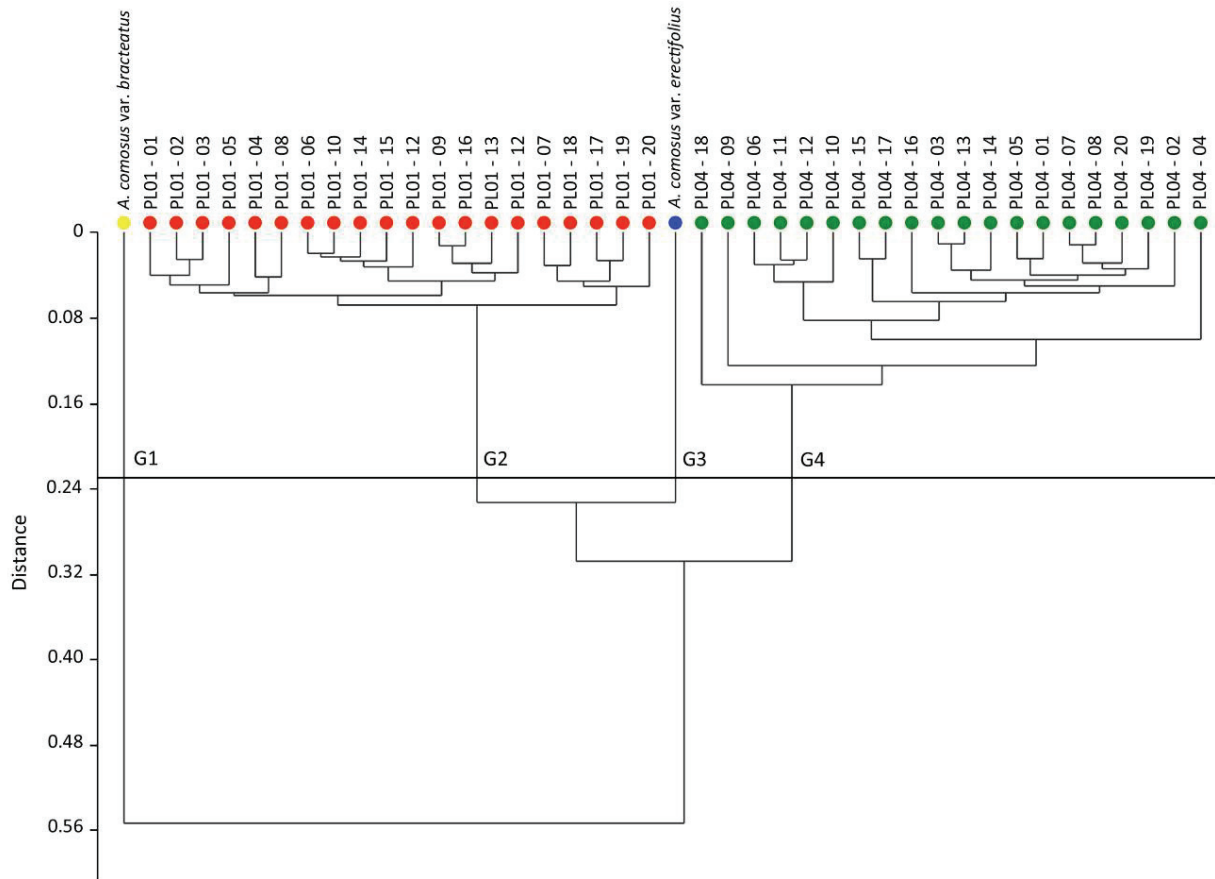 A. comosus var. bracteatus
PL01 - 01
PL01 - 02
PL01 - 03
PL01 - 05
PL01 - 04
PL01 - 08
PL01 - 06
PL01 - 10
PL01 - 14
PL01 - 15
PL01 - 12
PL01 - 09
PL01 - 16
PL01 - 13
PL01 - 12
PL01 - 07
PL01 - 18
PL01 - 17
PL01 - 19
PL01 - 20
A. comosus var. erectifolius
PL04 - 18
PL04 - 09
PL04 - 06
PL04 - 11
PL04 - 12
PL04 - 10
PL04 - 15
PL04 - 17
PL04 - 16
PL04 - 03
PL04 - 13
PL04 - 14
PL04 - 05
PL04 - 01
PL04 - 07
PL04 - 08
PL04 - 20
PL04 - 19
PL04 - 02
PL04 - 04
0
0.08
0.16
G1
G2
G3
G4
0.24
0.32
0.40
0.48
0.56
Distance